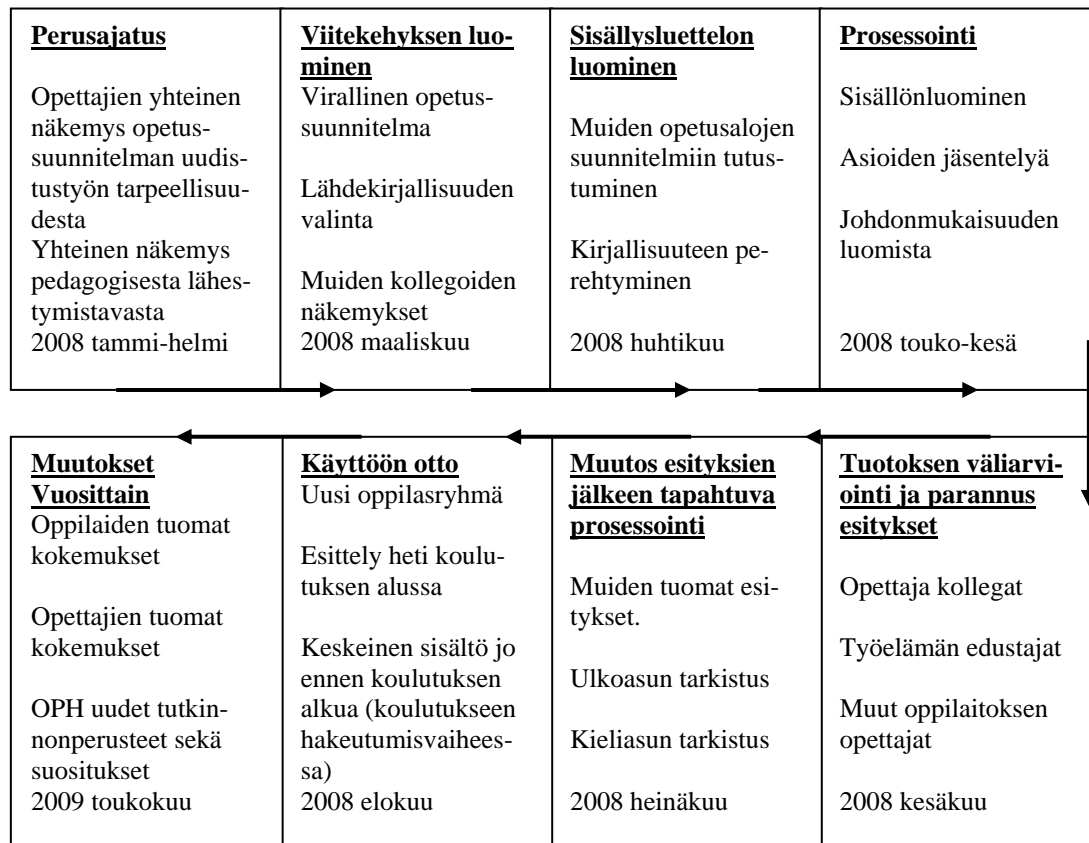 Perusajatus
Opettajien yhteinen
näkemys opetus-
suunnitelman uudis-
tustyön tarpeellisuu-
desta
Yhteinen näkemys
pedagogisesta lähes-
tymistavasta
2008 tammi-helmi
Viitekehyksen luo-
minen
Virallinen opetus-
suunnitelma
Lähdekirjallisuuden
valinta
Muiden kollegoiden
näkemykset
2008 maaliskuu
Sisällysluettelon
luominen
Muiden opetusalojen
suunnitelmiin tutus-
tuminen
Kirjallisuuteen pe-
rehtyminen
2008 huhtikuu
Prosessointi
Sisällönluominen
Asioiden jäsentelyä
Johdonmukaisuuden
luomista
2008 touko-kesä
Tuotoksen väliarvi-
ointi ja parannus
esitykset
Opettaja kollegat
Työelämän edustajat
Muut oppilaitoksen
opettajat
2008 kesäkuu
Muutos esityksien
jälkeen tapahtuva
prosessointi
Muiden tuomat esi-
tykset.
Ulkoasun tarkistus
Kieliasun tarkistus
2008 heinäkuu
Käyttöön otto
Uusi oppilasryhmä
Esittely heti koulu-
tuksen alussa
Keskeinen sisältö jo
ennen koulutuksen
alkua (koulutukseen
hakeutumisvaihees-
sa)
2008 elokuu
Muutokset
Vuosittain
Oppilaiden tuomat
kokemukset
Opettajien tuomat
kokemukset
OPH uudet tutkin-
nonperusteet sekä
suositukset
2009 toukokuu